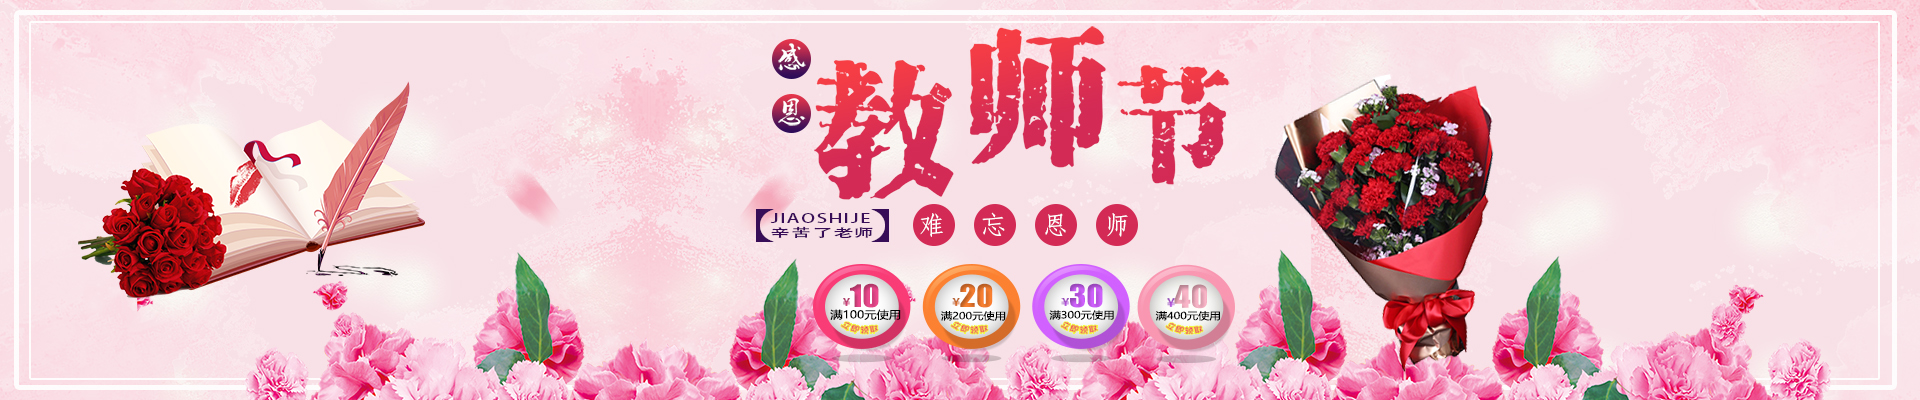 感恩
教师节
JIAOSHIJE
辛苦了老师
难忘恩师
¥10
满100元使用
立即领取
¥20
满200元使用
立即领取
¥30
满300元使用
立即领取
¥40
满400元使用
立即领取